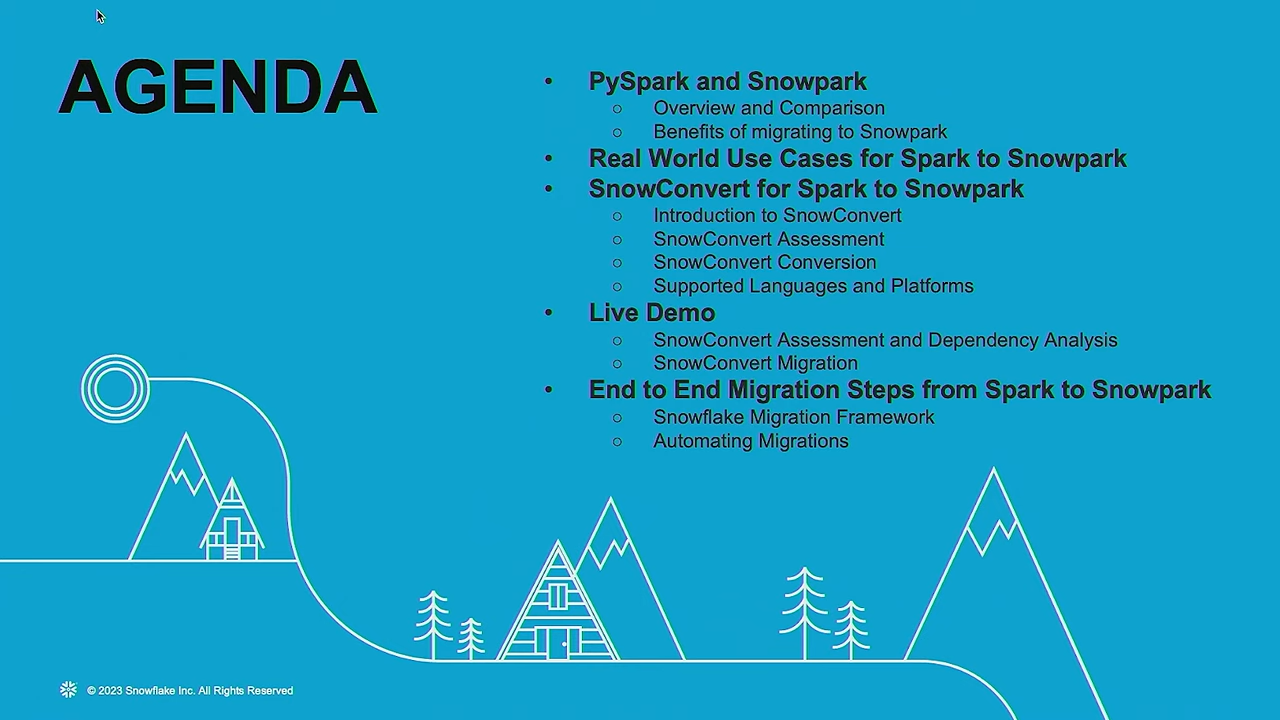 AGENDA
• PySpark and Snowpark
○ Overview and Comparison
○ Benefits of migrating to Snowpark
• Real World Use Cases for Spark to Snowpark
• SnowConvert for Spark to Snowpark
○ Introduction to SnowConvert
○ SnowConvert Assessment
○ SnowConvert Conversion
○ Supported Languages and Platforms
• Live Demo
○ SnowConvert Assessment and Dependency Analysis
○ SnowConvert Migration
• End to End Migration Steps from Spark to Snowpark
○ Snowflake Migration Framework
○ Automating Migrations
© 2023 Snowflake Inc. All Rights Reserved